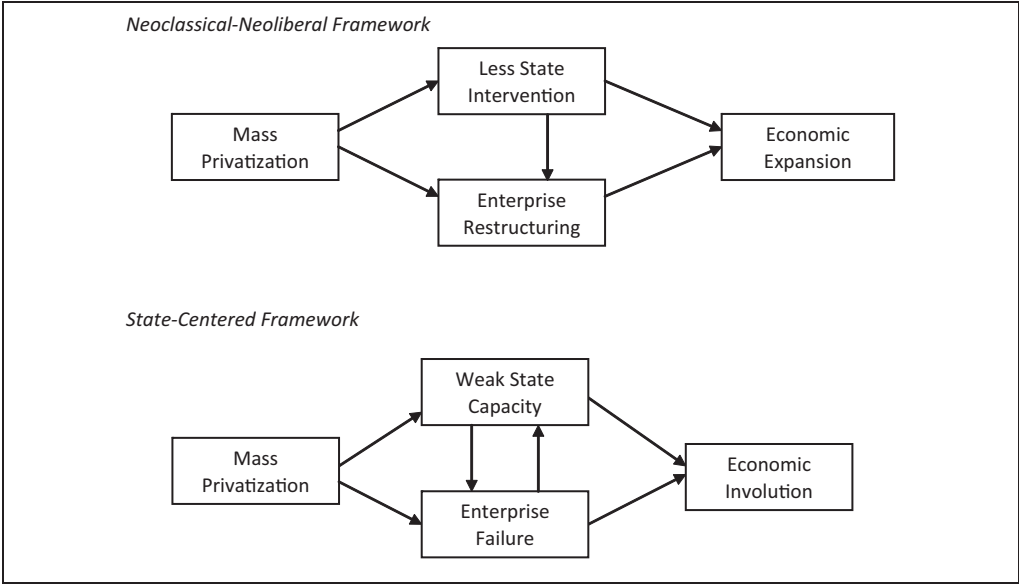 Neoclassical-Neoliberal Framework
Less State
Intervention
Mass
Privatization
Economic
Expansion
Enterprise
Restructuring
State-Centered Framework
Weak State
Capacity
Mass
Privatization
Economic
Involution
Enterprise
Failure